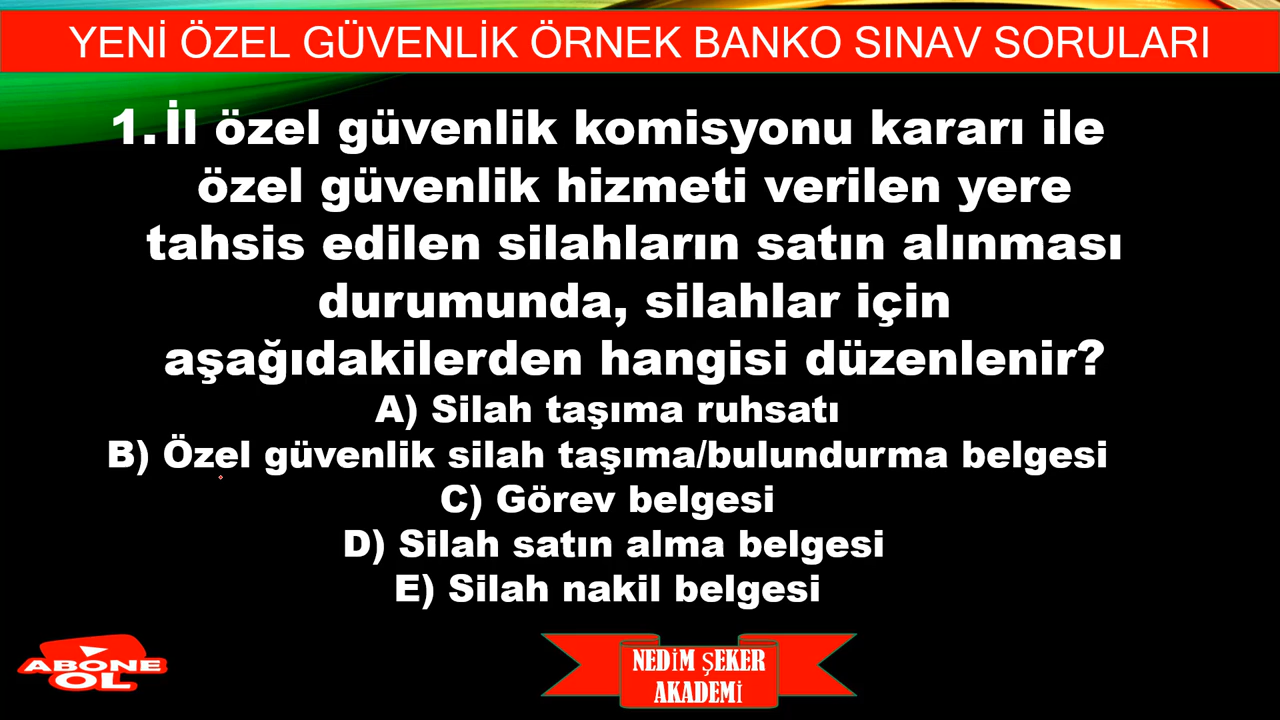 YENİ ÖZEL GÜVENLİK ÖRNEK BANKO SINAV SORULARI
1. İl özel güvenlik komisyonu kararı ile
özel güvenlik hizmeti verilen yere
tahsis edilen silahların satın alınması
durumunda, silahlar için
aşağıdakilerden hangisi düzenlenir?
A) Silah taşıma ruhsatı
B) Özel güvenlik silah taşıma/bulundurma belgesi
C) Görev belgesi
D) Silah satın alma belgesi
E) Silah nakil belgesi
ABONE
OL
NEDİM ŞEKER
AKADEMİ